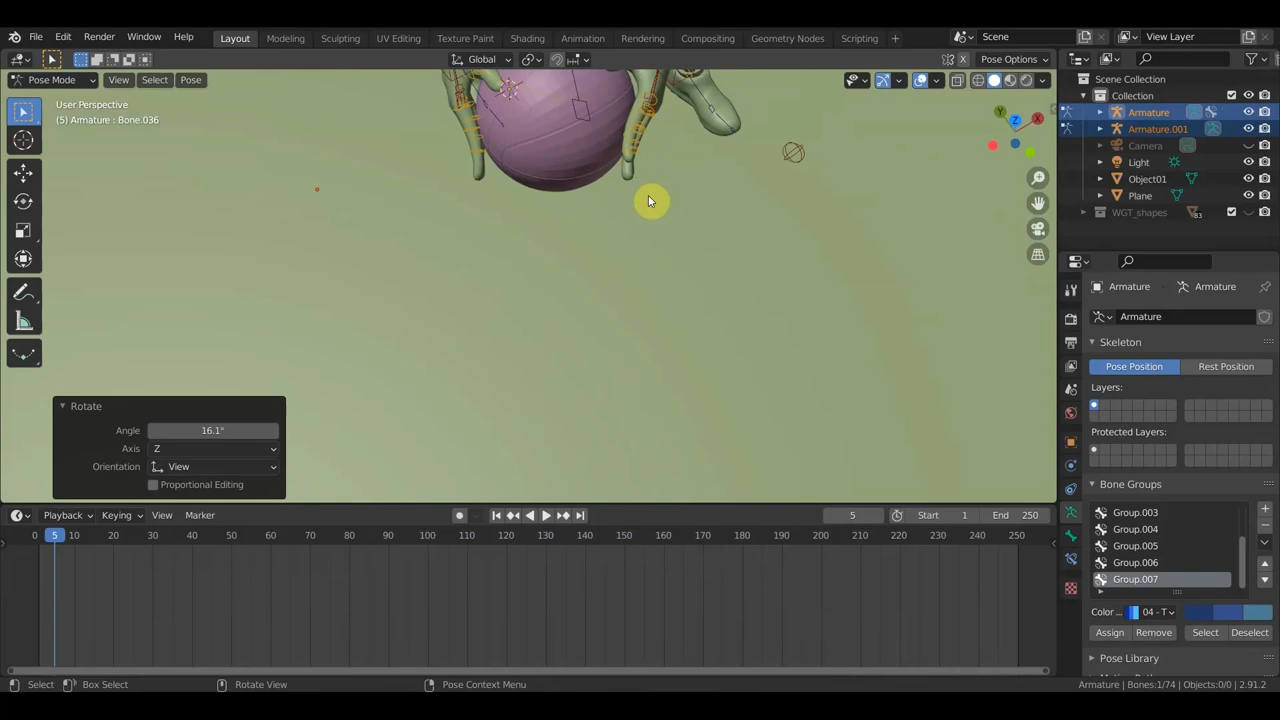 File Edit Render Window Help Layout Modeling Sculpting UV Editing Texture Paint Shading Animation Rendering Compositing Geometry Nodes Scripting Scene View Layer
Global Pose Options
Pose Mode View Select Pose
User Perspective
(5) Armature : Bone.036
Y
Z
X
Scene Collection
Collection
Armature
Armature.001
Camera
Light
Object01
Plane
WGT_shapes 83
Armature Armature
Armature
Skeleton
Pose Position Rest Position
Layers:
Protected Layers:
Bone Groups
Group.003
Group.004
Group.005
Group.006
Group.007
Color ... 04 - T
Assign Remove Select Deselect
Pose Library
Rotate
Angle 16.1°
Axis Z
Orientation View
Proportional Editing
Playback Keying View Marker 5 Start 1 End 250
0 5 10 20 30 40 50 60 70 80 90 100 110 120 130 140 150 160 170 180 190 200 210 220 230 240 250
Select Box Select Rotate View Pose Context Menu Armature | Bones:1/74 | Objects:0/0 | 2.91.2